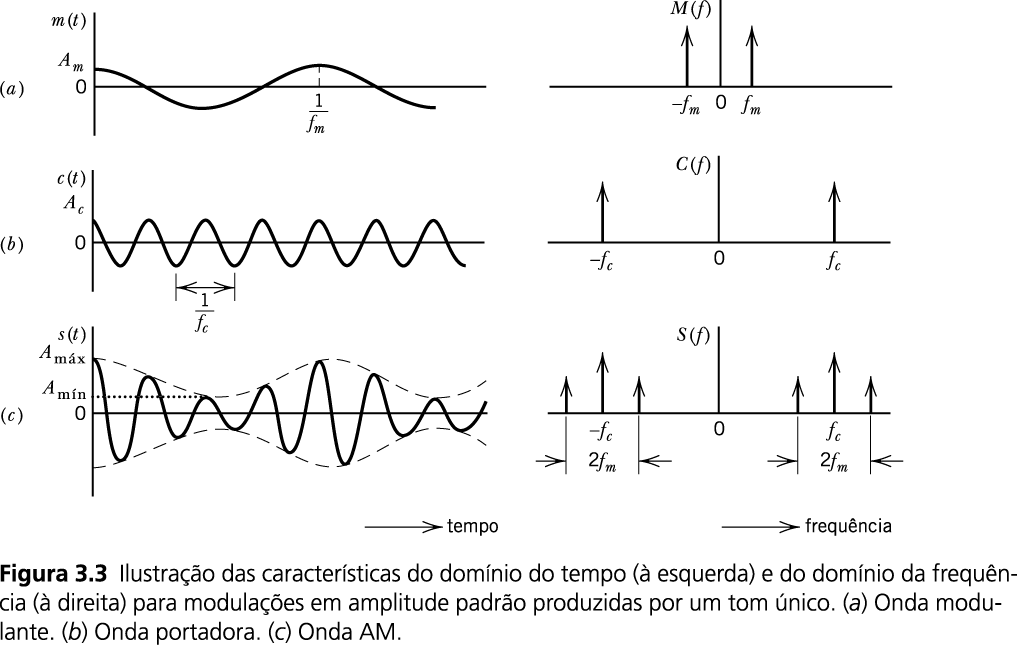 m(t)
A_m
0
(a)
1
f_m
M(f)
–f_m 0 f_m
c(t)
A_c
0
(b)
1
f_c
C(f)
–f_c 0 f_c
s(t)
A_máx
A_mín
0
(c)
S(f)
–f_c 0 f_c
2f_m 2f_m
tempo
frequência
Figura 3.3 Ilustração das características do domínio do tempo (à esquerda) e do domínio da frequên-
cia (à direita) para modulações em amplitude padrão produzidas por um tom único. (a) Onda modu-
lante. (b) Onda portadora. (c) Onda AM.